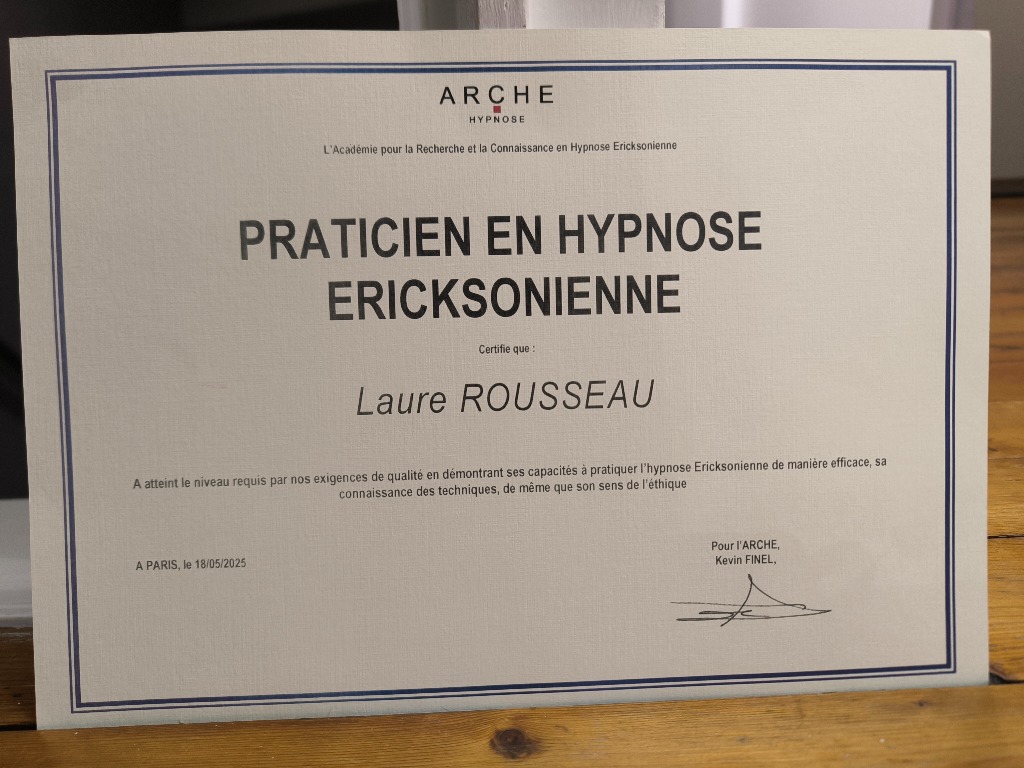 ARCHE
HYPNOSE
L'Académie pour la Recherche et la Connaissance en Hypnose Ericksonienne
PRATICIEN EN HYPNOSE
ERICKSONIENNE
Certifie que :
Laure ROUSSEAU
A atteint le niveau requis par nos exigences de qualité en démontrant ses capacités à pratiquer l'hypnose Ericksonienne de manière efficace, sa
connaissance des techniques, de même que son sens de l'éthique
A PARIS, le 18/05/2025
Pour l'ARCHE,
Kevin FINEL,